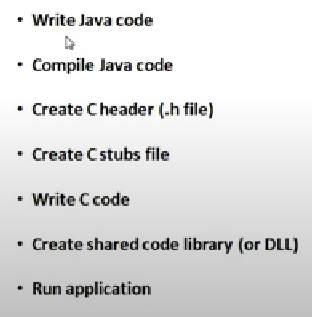 • Write Java code
• Compile Java code
• Create C header (.h file)
• Create C stubs file
• Write C code
• Create shared code library (or DLL)
• Run application